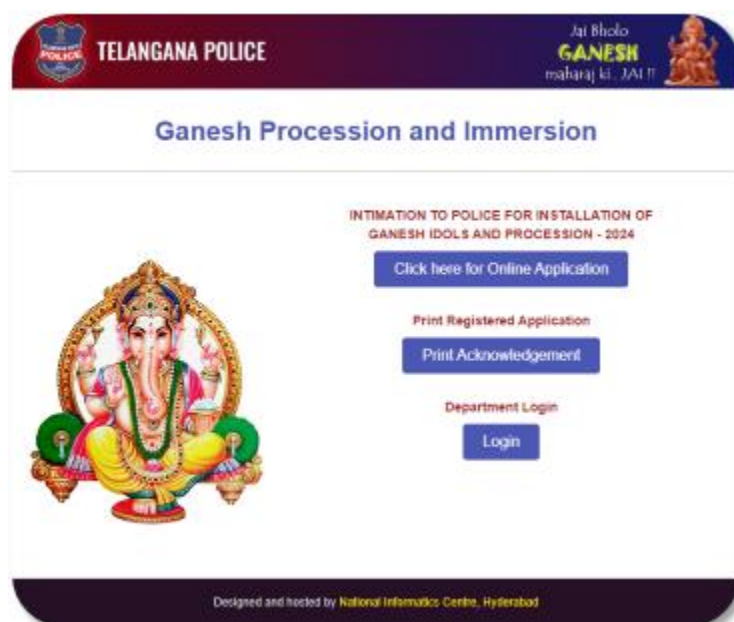 POLICE
TELANGANA POLICE
Jai Bholo
GANESH
maharaj ki.. JAI !!
Ganesh Procession and Immersion
INTIMATION TO POLICE FOR INSTALLATION OF
GANESH IDOLS AND PROCESSION - 2024
Click here for Online Application
Print Registered Application
Print Acknowledgement
Department Login
Login
Designed and hosted by National Informatics Centre, Hyderabad